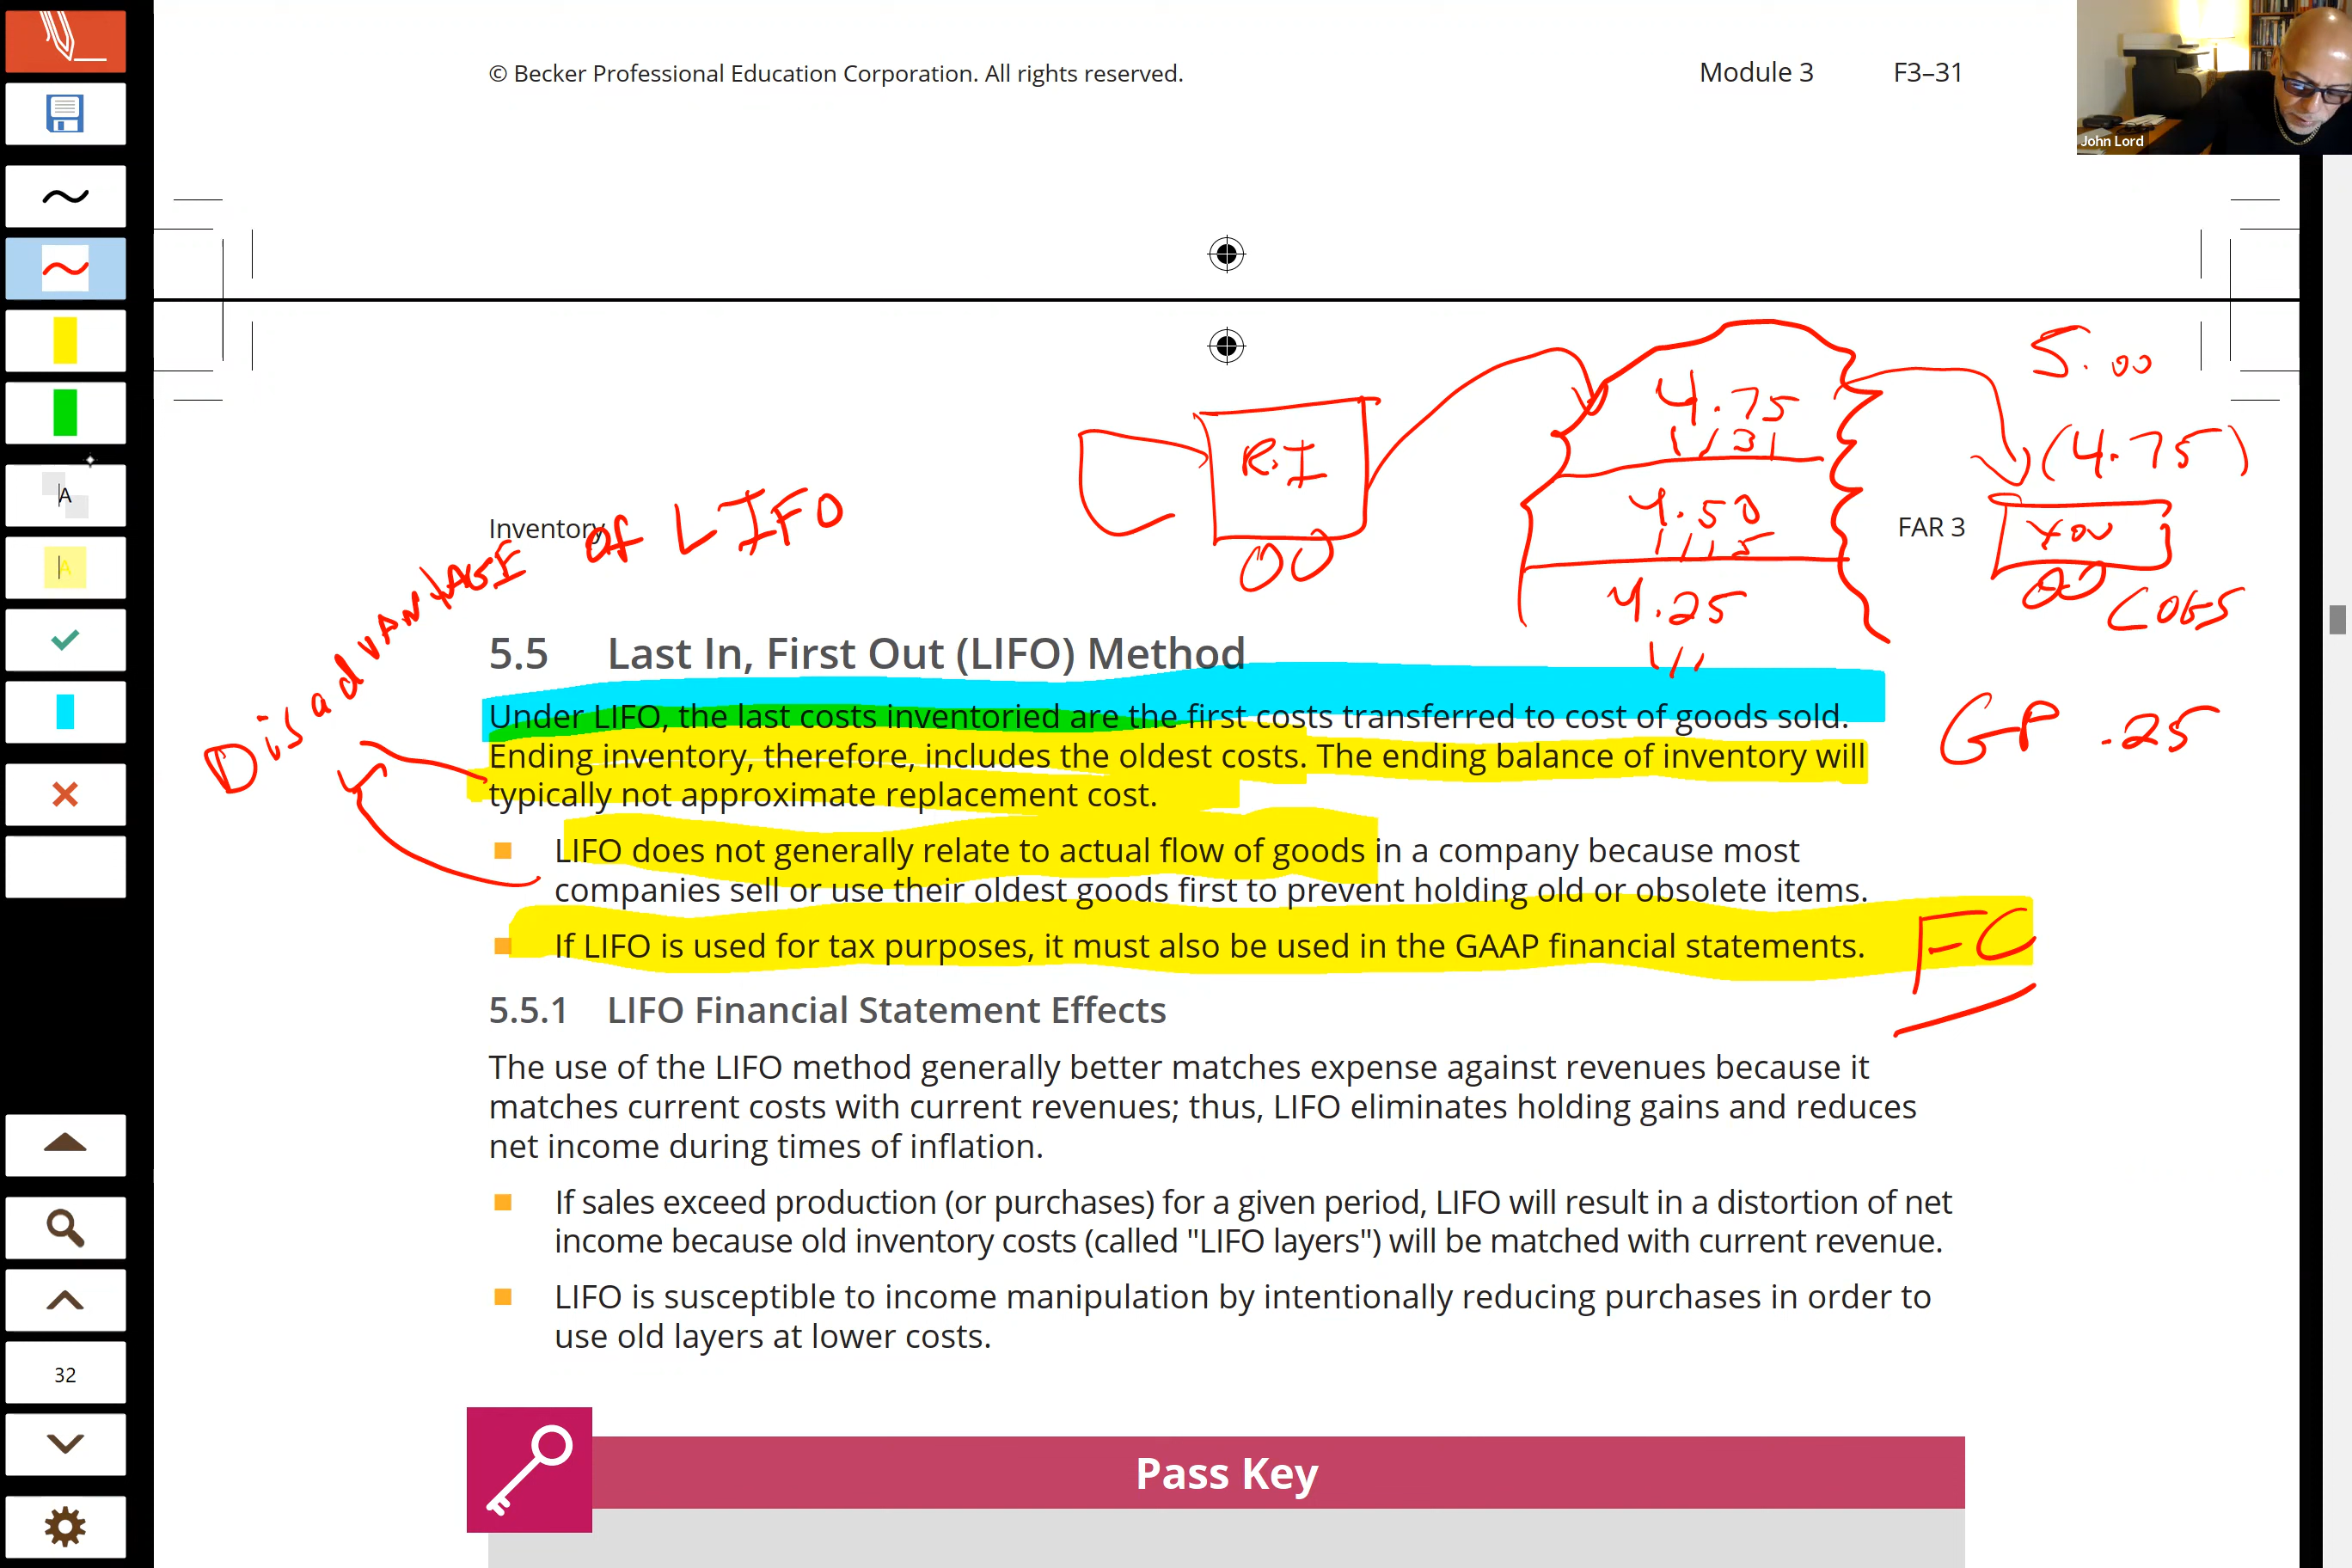 © Becker Professional Education Corporation. All rights reserved.
Module 3 F3–31
John Lord
5.00
4.75
1/31
(4.75)
R.I
4.50
1/15
You
COGS
4.25
1/1
GP .25
Inventory
FAR 3
Disadvantage of LIFO
5.5 Last In, First Out (LIFO) Method
Under LIFO, the last costs inventoried are the first costs transferred to cost of goods sold.
Ending inventory, therefore, includes the oldest costs. The ending balance of inventory will
typically not approximate replacement cost.
LIFO does not generally relate to actual flow of goods in a company because most
companies sell or use their oldest goods first to prevent holding old or obsolete items.
If LIFO is used for tax purposes, it must also be used in the GAAP financial statements.
FC
5.5.1 LIFO Financial Statement Effects
The use of the LIFO method generally better matches expense against revenues because it
matches current costs with current revenues; thus, LIFO eliminates holding gains and reduces
net income during times of inflation.
If sales exceed production (or purchases) for a given period, LIFO will result in a distortion of net
income because old inventory costs (called "LIFO layers") will be matched with current revenue.
LIFO is susceptible to income manipulation by intentionally reducing purchases in order to
use old layers at lower costs.
Pass Key
A
A
32